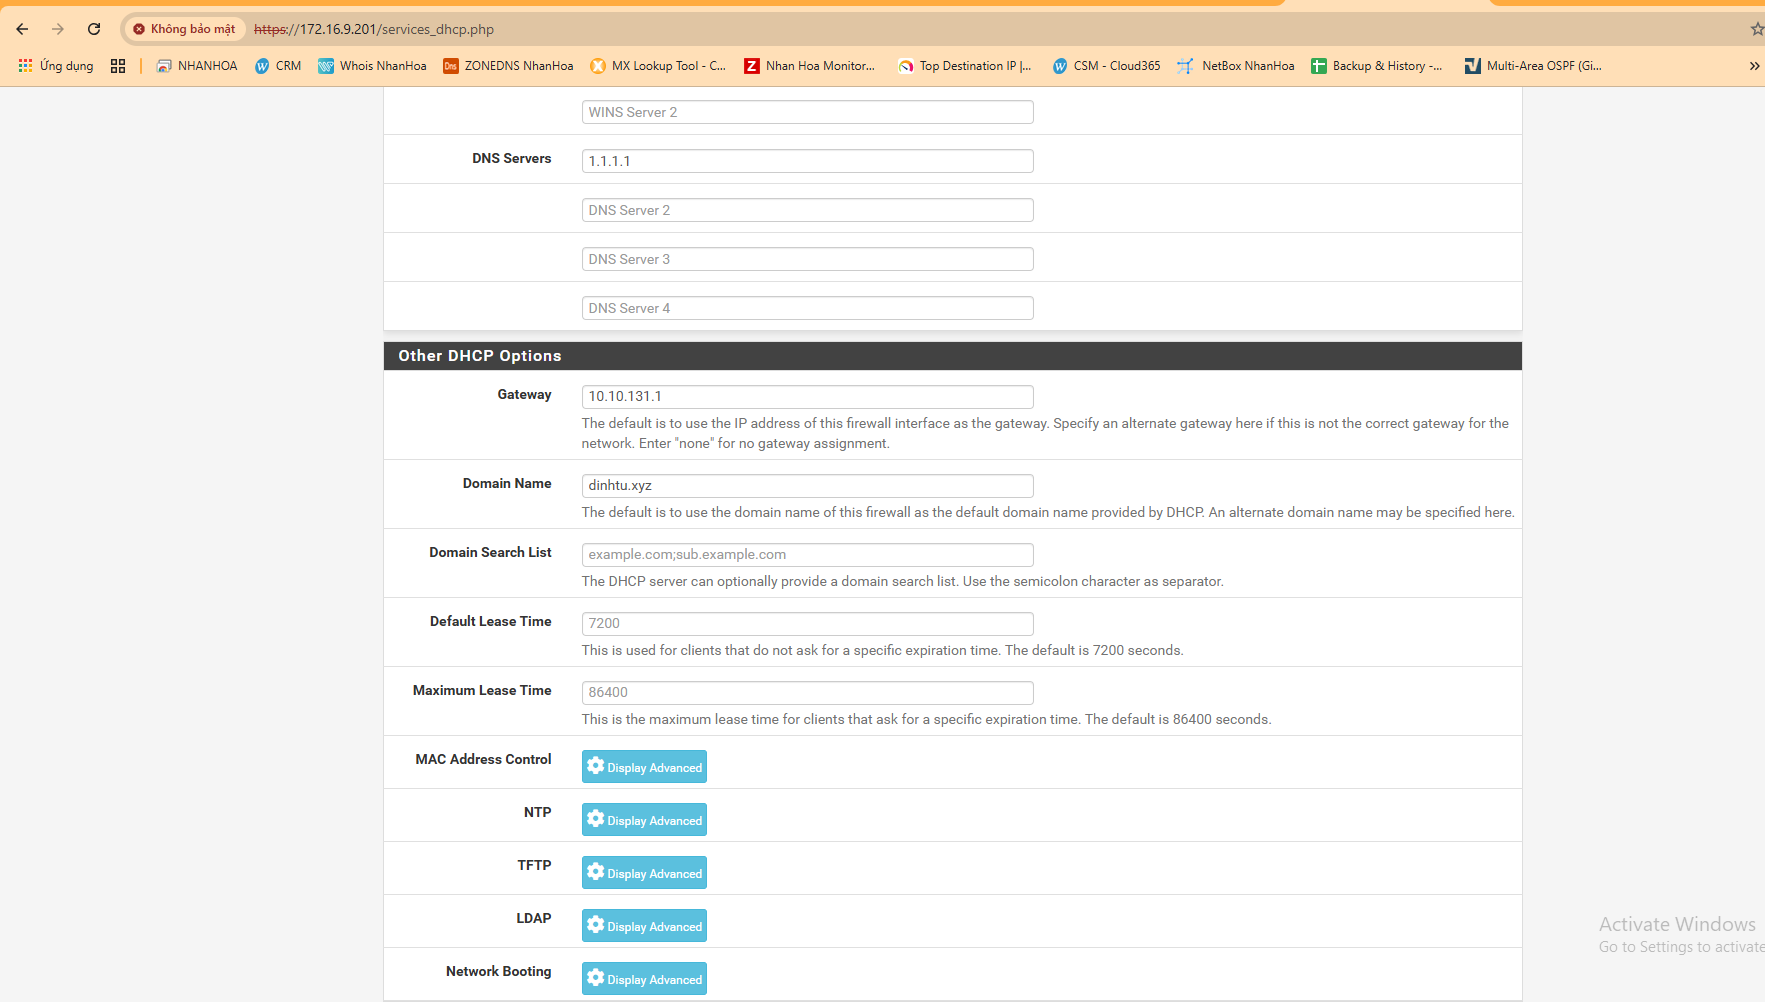 Không bảo mật
https://172.16.9.201/services_dhcp.php
Ứng dụng
NHANHOA
CRM
Whois NhanHoa
Dns
ZONEDNS NhanHoa
MX Lookup Tool - C...
Z
Nhan Hoa Monitor...
Top Destination IP |...
CSM - Cloud365
NetBox NhanHoa
Backup & History -...
Multi-Area OSPF (Gi...
WINS Server 2
DNS Servers
1.1.1.1
DNS Server 2
DNS Server 3
DNS Server 4
Other DHCP Options
Gateway
10.10.131.1
The default is to use the IP address of this firewall interface as the gateway. Specify an alternate gateway here if this is not the correct gateway for the
network. Enter "none" for no gateway assignment.
Domain Name
dinhtu.xyz
The default is to use the domain name of this firewall as the default domain name provided by DHCP. An alternate domain name may be specified here.
Domain Search List
example.com;sub.example.com
The DHCP server can optionally provide a domain search list. Use the semicolon character as separator.
Default Lease Time
7200
This is used for clients that do not ask for a specific expiration time. The default is 7200 seconds.
Maximum Lease Time
86400
This is the maximum lease time for clients that ask for a specific expiration time. The default is 86400 seconds.
MAC Address Control
Display Advanced
NTP
Display Advanced
TFTP
Display Advanced
LDAP
Display Advanced
Network Booting
Display Advanced
Activate Windows
Go to Settings to activate